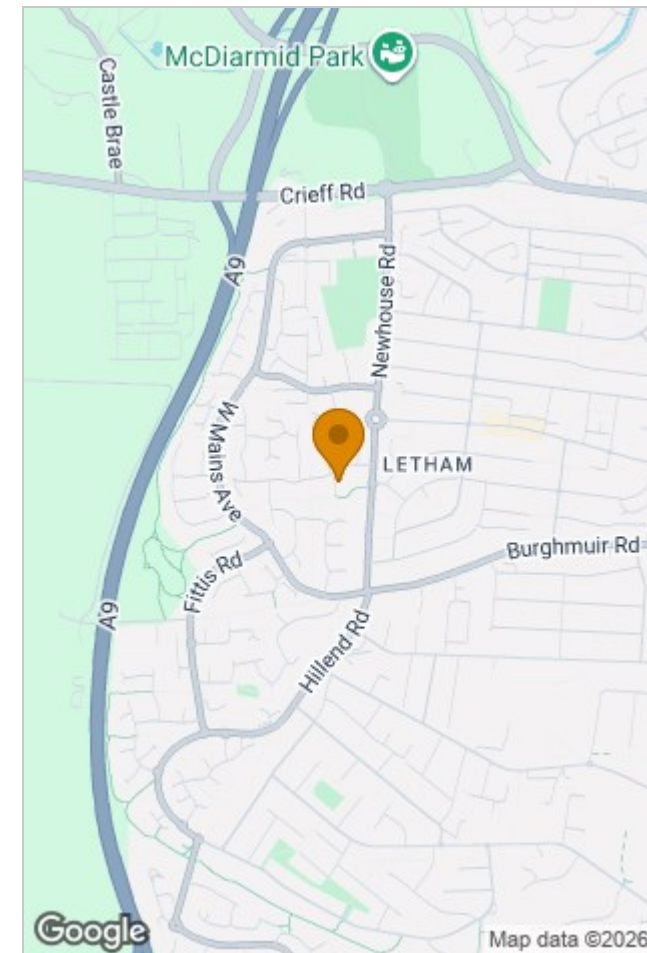 McDiarmid Park
Castle Brae
Crieff Rd
A9
Newhouse Rd
W Mains Ave
LETHAM
Burghmuir Rd
Fittis Rd
A9
Hillend Rd
Google
Map data ©2026